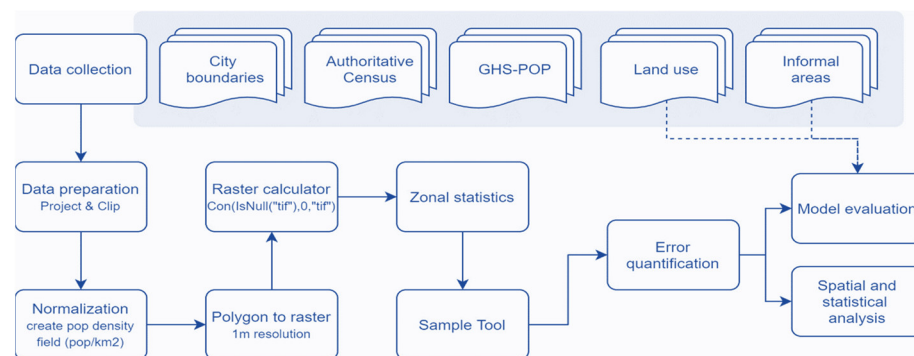 Data collection
City
boundaries
Authoritative
Census
GHS-POP
Land use
Informal
areas
Data preparation
Project & Clip
Raster calculator
Con(IsNull("tif"),0,"tif")
Zonal statistics
Model evaluation
Error
quantification
Normalization
create pop density
field (pop/km2)
Polygon to raster
1m resolution
Sample Tool
Spatial and
statistical
analysis